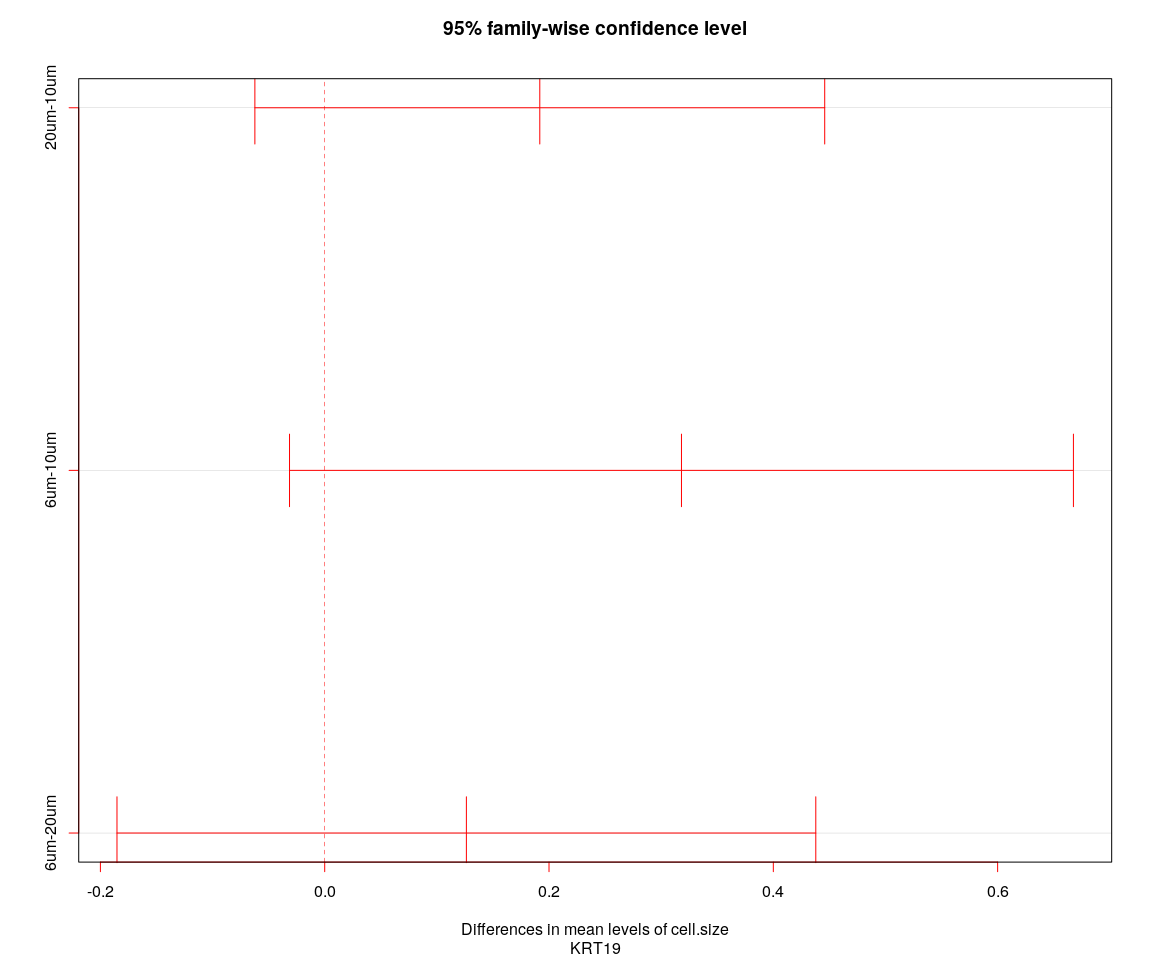 95% family-wise confidence level
20um-10um
6um-10um
6um-20um
-0.2 0.0 0.2 0.4 0.6
Differences in mean levels of cell.size
KRT19